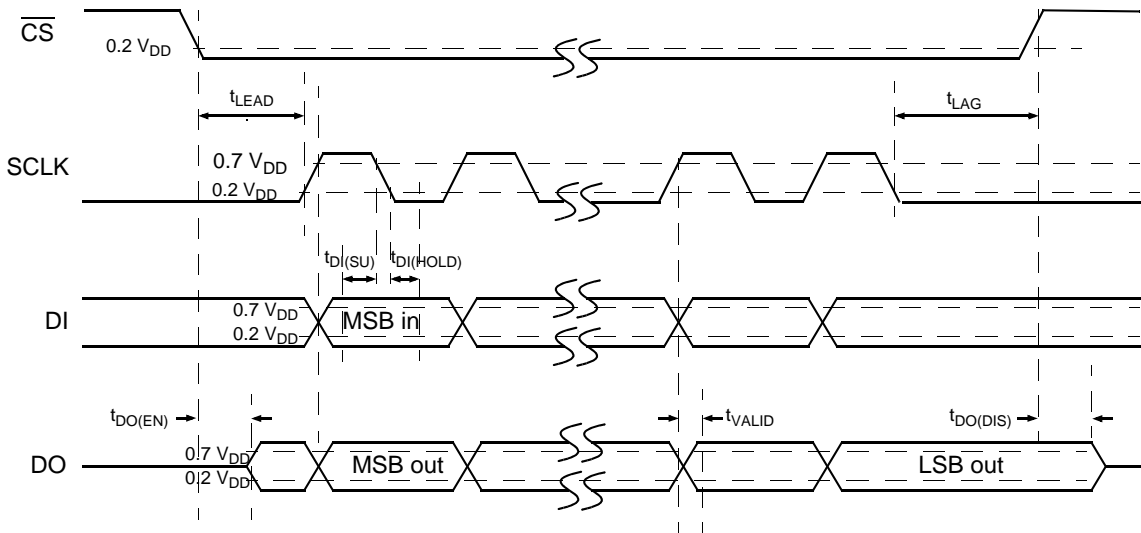 CS
0.2 VDD
tLEAD
tLAG
SCLK
0.7 VDD
0.2 VDD
tDI(SU)
tDI(HOLD)
DI
0.7 VDD
0.2 VDD
MSB in
tDO(EN)
tVALID
tDO(DIS)
DO
0.7 VDD
0.2 VDD
MSB out
LSB out